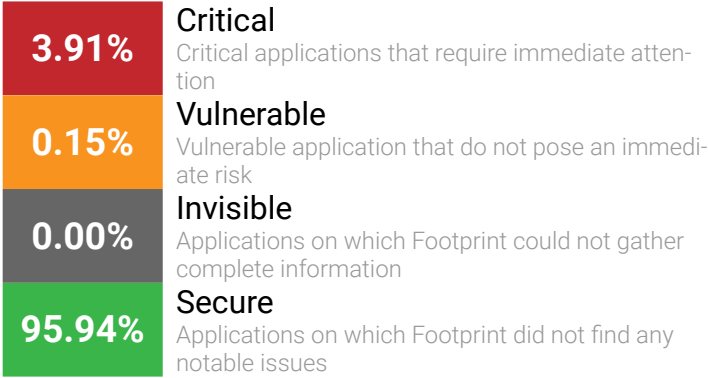 3.91%
Critical
Critical applications that require immediate atten-
tion
0.15%
Vulnerable
Vulnerable application that do not pose an immedi-
ate risk
0.00%
Invisible
Applications on which Footprint could not gather
complete information
95.94%
Secure
Applications on which Footprint did not find any
notable issues